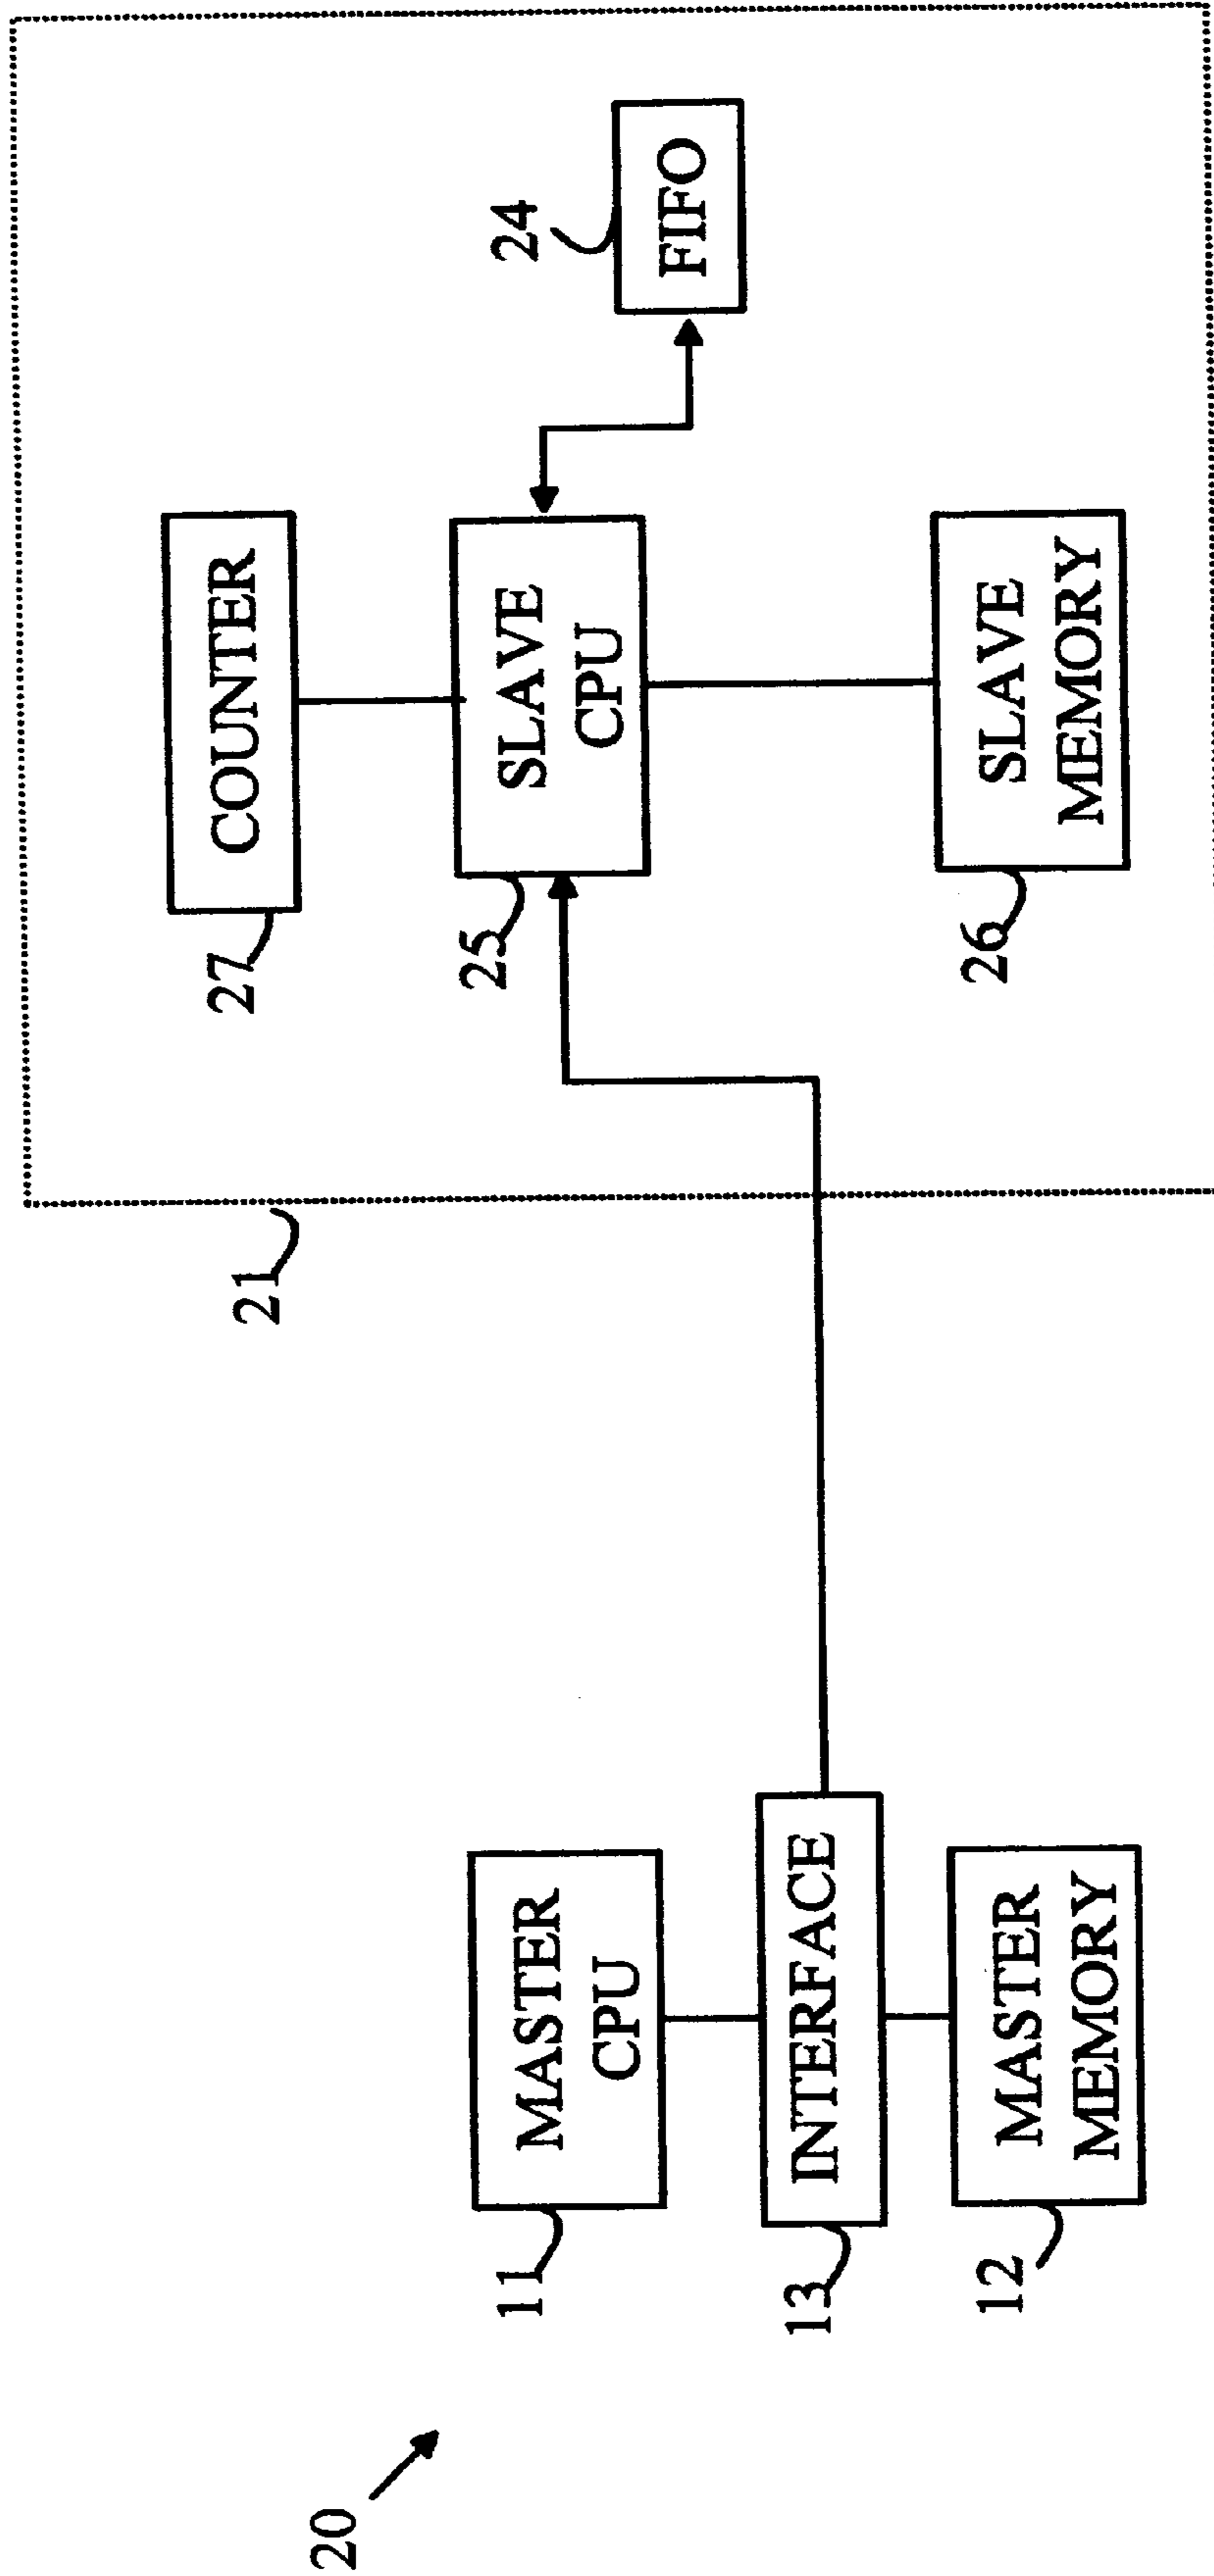 20
11
MASTER
CPU
13
INTERFACE
12
MASTER
MEMORY
21
27
COUNTER
25
SLAVE
CPU
26
SLAVE
MEMORY
24
FIFO